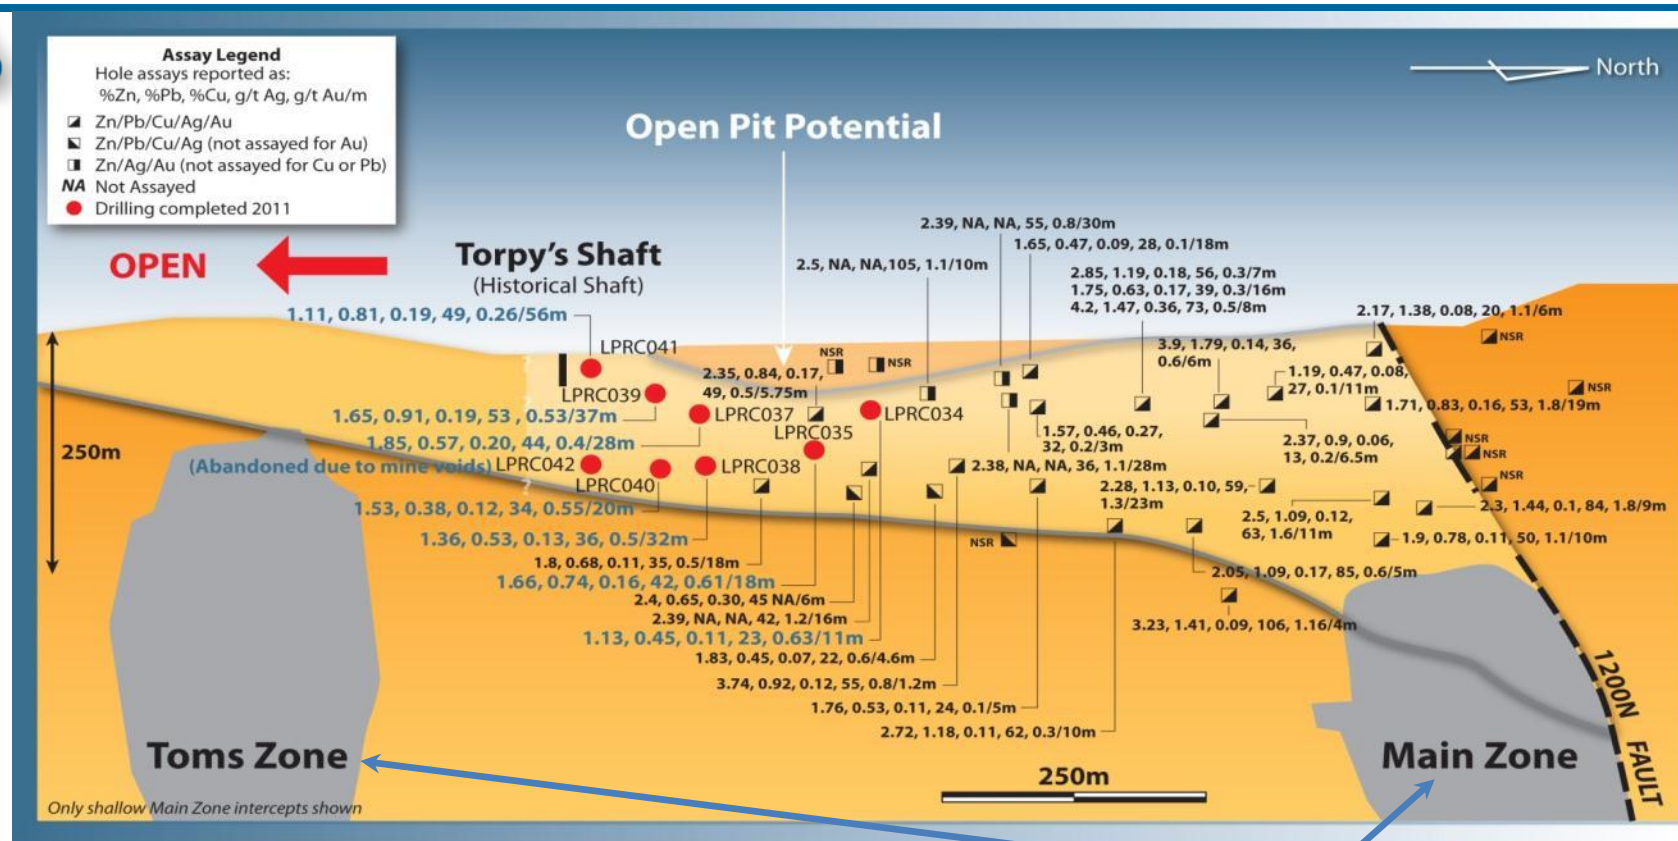 Assay Legend
Hole assays reported as:
%Zn, %Pb, %Cu, g/t Ag, g/t Au/m
Zn/Pb/Cu/Ag/Au
Zn/Pb/Cu/Ag (not assayed for Au)
Zn/Ag/Au (not assayed for Cu or Pb)
NA Not Assayed
Drilling completed 2011
North
Open Pit Potential
OPEN
Torpy's Shaft
(Historical Shaft)
2.39, NA, NA, 55, 0.8/30m
1.65, 0.47, 0.09, 28, 0.1/18m
2.5, NA, NA,105, 1.1/10m
2.85, 1.19, 0.18, 56, 0.3/7m
1.75, 0.63, 0.17, 39, 0.3/16m
4.2, 1.47, 0.36, 73, 0.5/8m
2.17, 1.38, 0.08, 20, 1.1/6m
1.11, 0.81, 0.19, 49, 0.26/56m
LPRC041
NSR
NSR
NSR
3.9, 1.79, 0.14, 36,
0.6/6m
2.35, 0.84, 0.17,
49, 0.5/5.75m
1.19, 0.47, 0.08,
27, 0.1/11m
NSR
LPRC039
1.65, 0.91, 0.19, 53 , 0.53/37m
LPRC037
LPRC034
1.71, 0.83, 0.16, 53, 1.8/19m
1.85, 0.57, 0.20, 44, 0.4/28m
LPRC035
1.57, 0.46, 0.27,
32, 0.2/3m
2.37, 0.9, 0.06,
13, 0.2/6.5m
NSR
NSR
250m
(Abandoned due to mine voids) LPRC042
LPRC038
LPRC040
2.38, NA, NA, 36, 1.1/28m
NSR
2.28, 1.13, 0.10, 59,
1.3/23m
?
?
1.53, 0.38, 0.12, 34, 0.55/20m
2.5, 1.09, 0.12,
63, 1.6/11m
2.3, 1.44, 0.1, 84, 1.8/9m
1.36, 0.53, 0.13, 36, 0.5/32m
NSR
1.9, 0.78, 0.11, 50, 1.1/10m
1.8, 0.68, 0.11, 35, 0.5/18m
1.66, 0.74, 0.16, 42, 0.61/18m
2.05, 1.09, 0.17, 85, 0.6/5m
2.4, 0.65, 0.30, 45 NA/6m
2.39, NA, NA, 42, 1.2/16m
3.23, 1.41, 0.09, 106, 1.16/4m
1.13, 0.45, 0.11, 23, 0.63/11m
1.83, 0.45, 0.07, 22, 0.6/4.6m
3.74, 0.92, 0.12, 55, 0.8/1.2m
1.76, 0.53, 0.11, 24, 0.1/5m
2.72, 1.18, 0.11, 62, 0.3/10m
1200N FAULT
Toms Zone
Main Zone
250m
Only shallow Main Zone intercepts shown